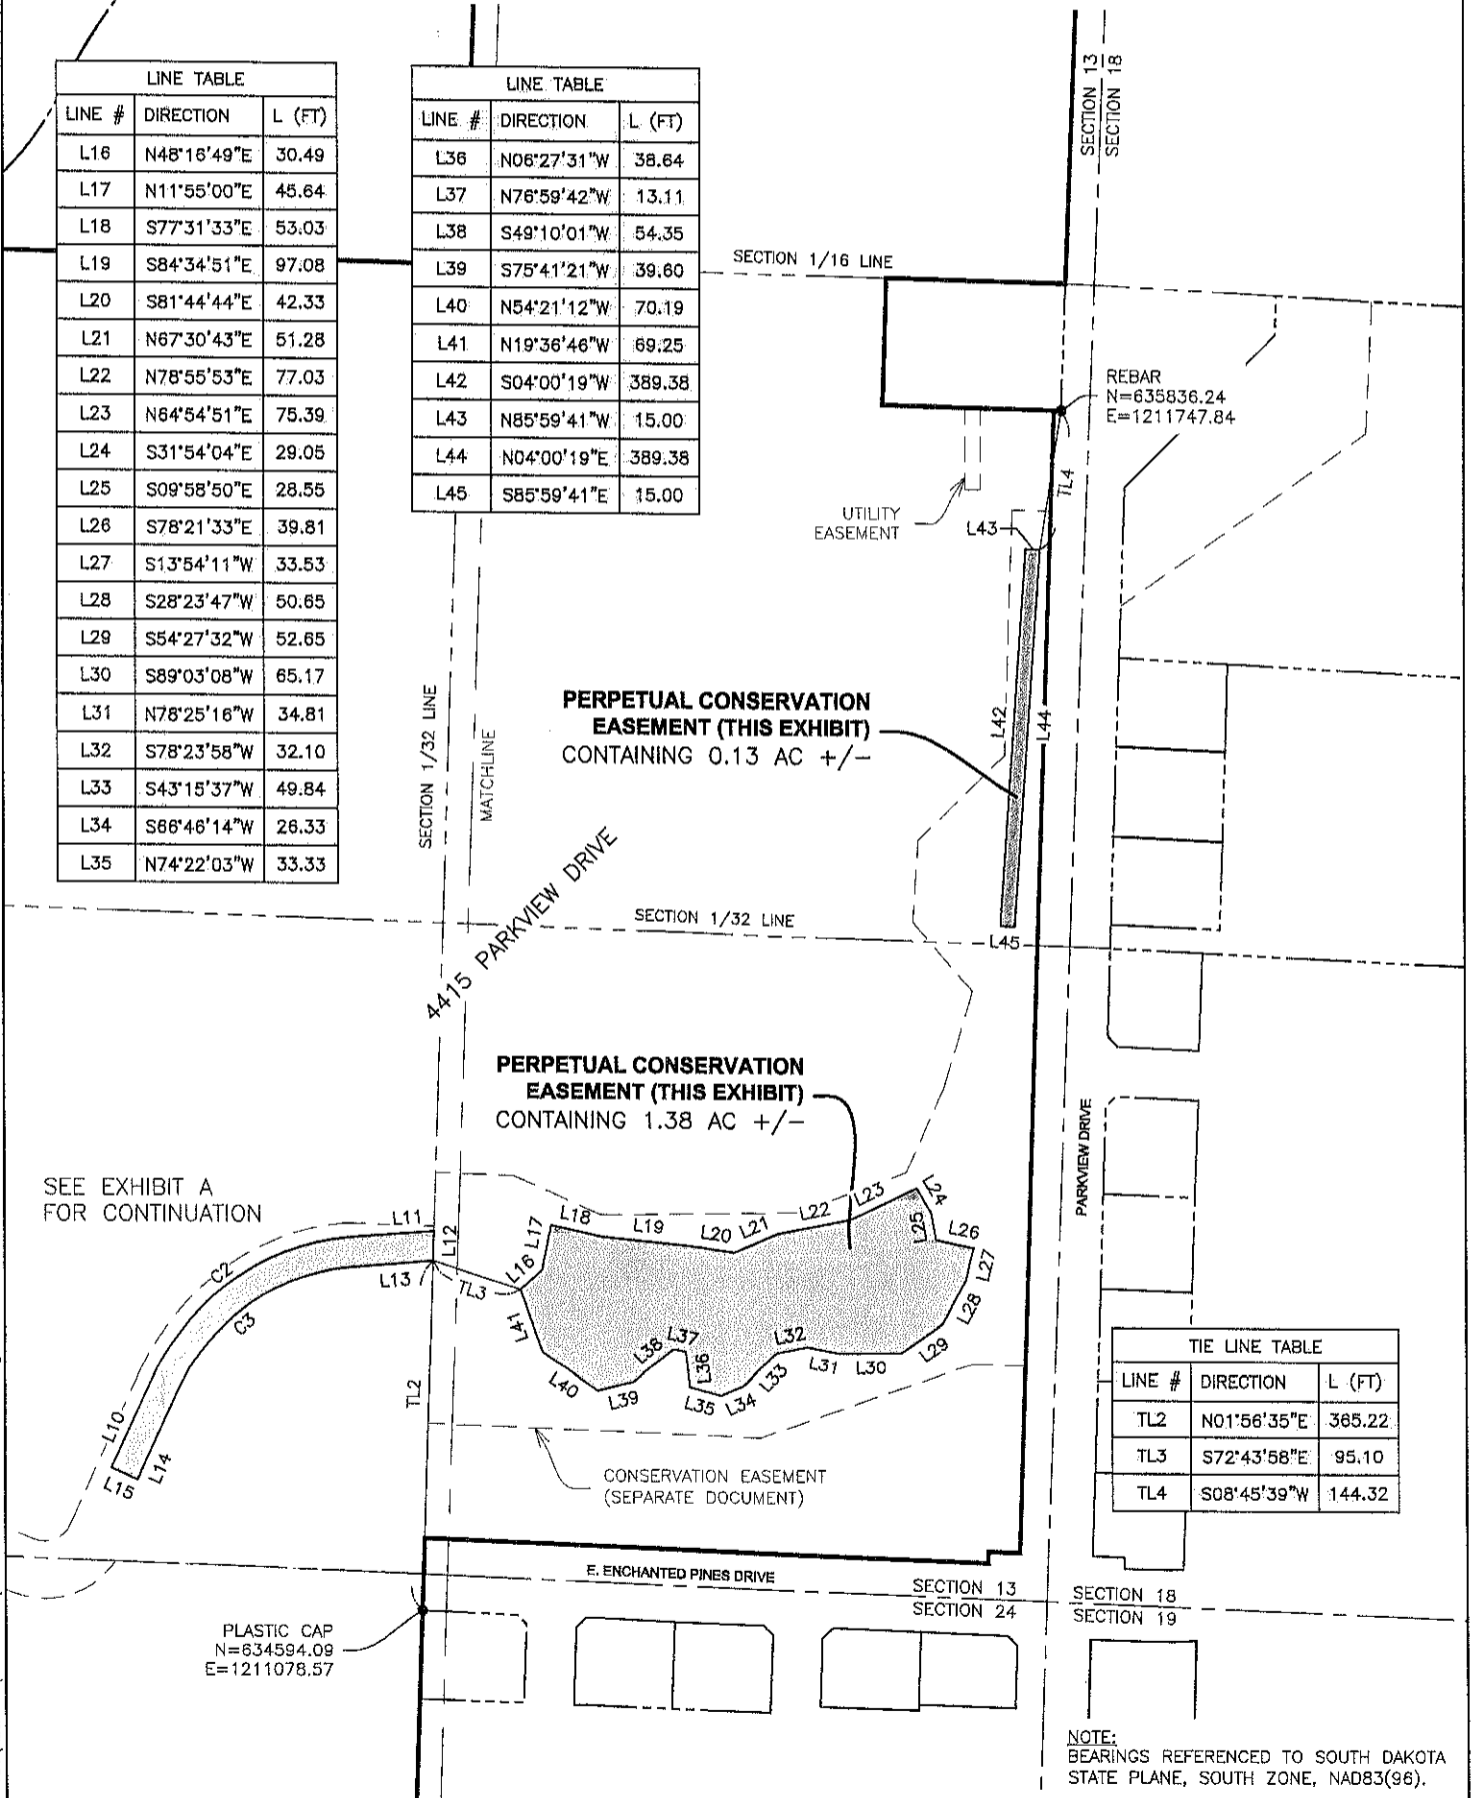 LINE TABLE
LINE # DIRECTION L (FT)
L16 N48°16'49"E 30.49
L17 N11°55'00"E 45.64
L18 S77°31'33"E 53.03
L19 S84°34'51"E 97.08
L20 S81°44'44"E 42.33
L21 N67°30'43"E 51.28
L22 N78°55'53"E 77.03
L23 N64°54'51"E 75.39
L24 S31°54'04"E 29.05
L25 S09°58'50"E 28.55
L26 S78°21'33"E 39.81
L27 S13°54'11"W 33.53
L28 S28°23'47"W 50.65
L29 S54°27'32"W 52.65
L30 S89°03'08"W 65.17
L31 N78°25'16"W 34.81
L32 S78°23'58"W 32.10
L33 S43°15'37"W 49.84
L34 S66°46'14"W 26.33
L35 N74°22'03"W 33.33
LINE TABLE
LINE # DIRECTION L (FT)
L36 N06°27'31"W 38.64
L37 N76°59'42"W 13.11
L38 S49°10'01"W 54.35
L39 S75°41'21"W 39.60
L40 N54°21'12"W 70.19
L41 N19°36'46"W 69.25
L42 S04°00'19"W 389.38
L43 N85°59'41"W 15.00
L44 N04°00'19"E 389.38
L45 S85°59'41"E 15.00
SECTION 13
SECTION 18
SECTION 1/16 LINE
REBAR
N=635836.24
E=1211747.84
TL4
UTILITY
EASEMENT
L43
PERPETUAL CONSERVATION
EASEMENT (THIS EXHIBIT)
CONTAINING 0.13 AC +/-
L42
L44
SECTION 1/32 LINE
MATCHLINE
4415 PARKVIEW DRIVE
SECTION 1/32 LINE
L45
PERPETUAL CONSERVATION
EASEMENT (THIS EXHIBIT)
CONTAINING 1.38 AC +/-
PARKVIEW DRIVE
SEE EXHIBIT A
FOR CONTINUATION
L11
L12
L13
C2
C3
L10
L14
L15
TL3
TL2
L16
L17
L18
L19
L20
L21
L22
L23
L24
L25
L26
L27
L28
L29
L30
L31
L32
L33
L34
L35
L36
L37
L38
L39
L40
L41
TIE LINE TABLE
LINE # DIRECTION L (FT)
TL2 N01°56'35"E 365.22
TL3 S72°43'58"E 95.10
TL4 S08°45'39"W 144.32
CONSERVATION EASEMENT
(SEPARATE DOCUMENT)
E. ENCHANTED PINES DRIVE
SECTION 13
SECTION 24
SECTION 18
SECTION 19
PLASTIC CAP
N=634594.09
E=1211078.57
NOTE:
BEARINGS REFERENCED TO SOUTH DAKOTA
STATE PLANE, SOUTH ZONE, NAD83(96).